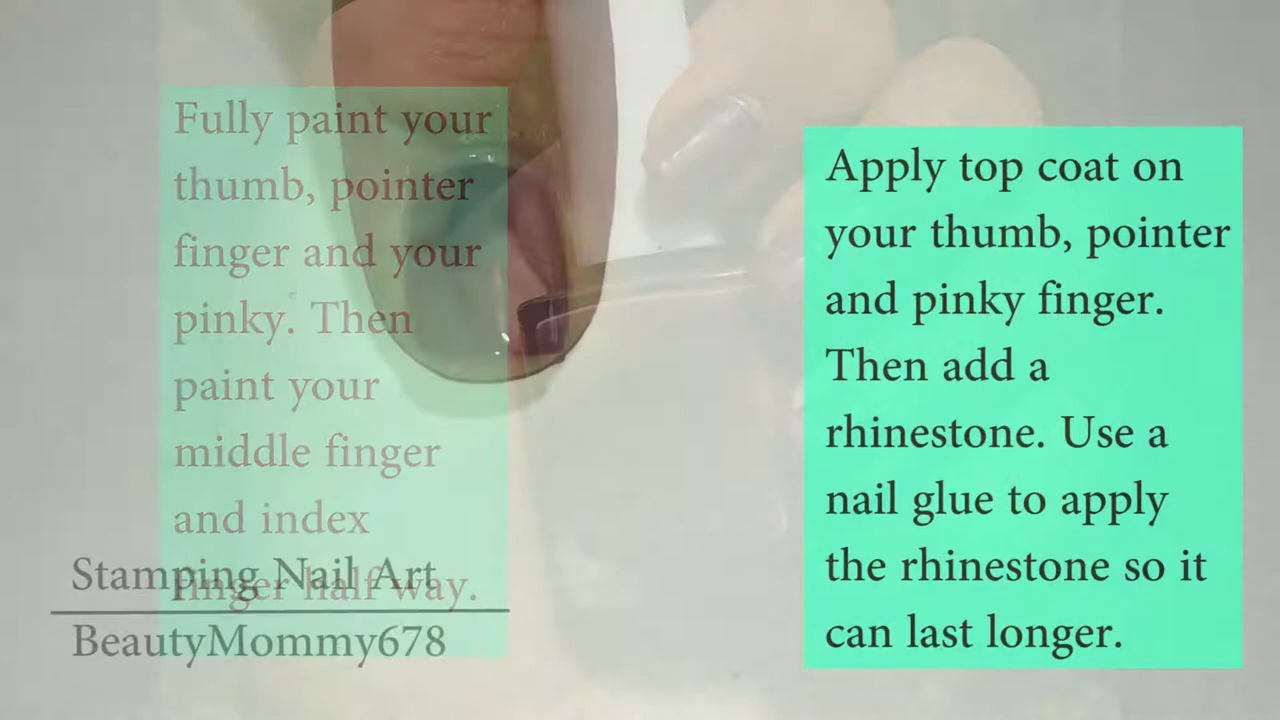 Fully paint your
thumb, pointer
finger and your
pinky. Then
paint your
middle finger
and index
finger half way.
Stamping Nail Art
BeautyMommy678
Apply top coat on
your thumb, pointer
and pinky finger.
Then add a
rhinestone. Use a
nail glue to apply
the rhinestone so it
can last longer.